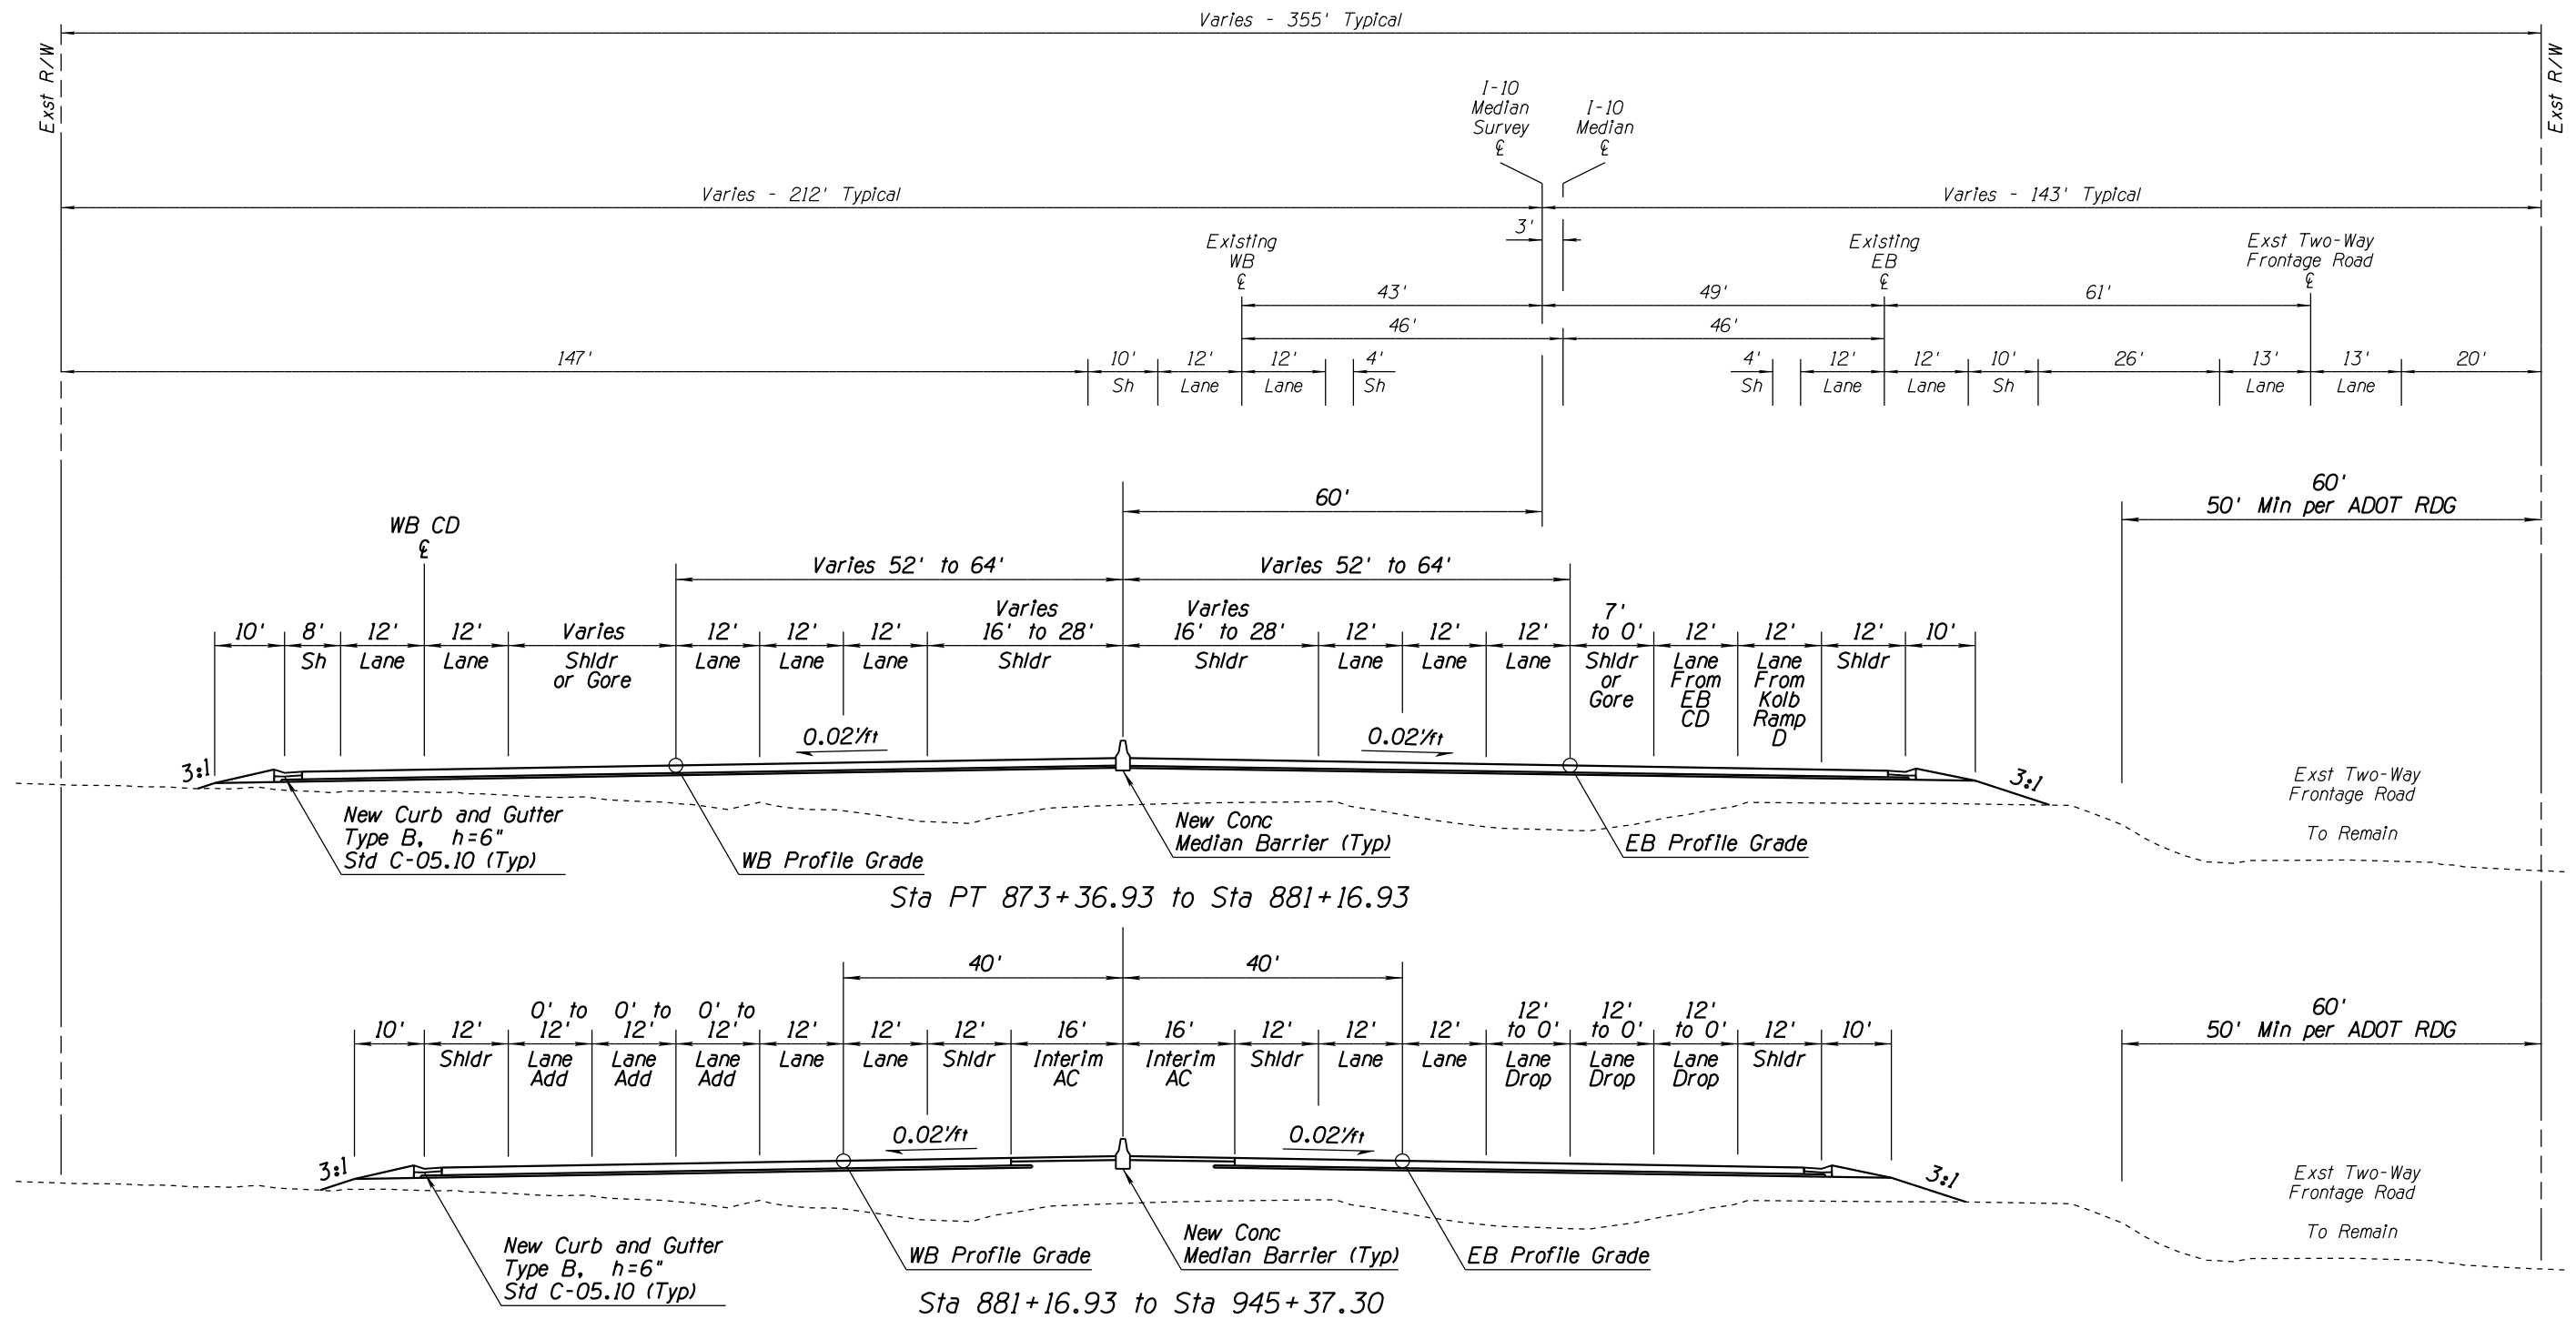 Varies - 355' Typical
Exst R/W
Exst R/W
I-10
Median
Survey
℄
I-10
Median
℄
Varies - 212' Typical
Varies - 143' Typical
3'
Existing
WB
℄
Existing
EB
℄
Exst Two-Way
Frontage Road
℄
43'
49'
61'
46'
46'
147'
10'
12'
12'
4'
4'
12'
12'
10'
26'
13'
13'
20'
Sh
Lane
Lane
Sh
Sh
Lane
Lane
Sh
Lane
Lane
60'
60'
50' Min per ADOT RDG
WB CD
℄
Varies 52' to 64'
Varies 52' to 64'
10'
8'
Sh
12'
Lane
12'
Lane
Varies
Shldr
or Gore
12'
Lane
12'
Lane
12'
Lane
Varies
16' to 28'
Shldr
Varies
16' to 28'
Shldr
12'
Lane
12'
Lane
12'
Lane
7'
to 0'
Shldr
or
Gore
12'
Lane
From
EB
CD
12'
Lane
From
Kolb
Ramp
D
12'
Shldr
10'
0.02'/ft
0.02'/ft
3:1
3:1
Exst Two-Way
Frontage Road
To Remain
New Curb and Gutter
Type B, h=6"
Std C-05.10 (Typ)
WB Profile Grade
New Conc
Median Barrier (Typ)
EB Profile Grade
Sta PT 873+36.93 to Sta 881+16.93
40'
40'
60'
50' Min per ADOT RDG
10'
12'
Shldr
0' to
12'
Lane
Add
0' to
12'
Lane
Add
0' to
12'
Lane
Add
12'
Lane
12'
Lane
12'
Shldr
16'
Interim
AC
16'
Interim
AC
12'
Shldr
12'
Lane
12'
Lane
12'
to 0'
Lane
Drop
12'
to 0'
Lane
Drop
12'
to 0'
Lane
Drop
12'
Shldr
10'
0.02'/ft
0.02'/ft
3:1
3:1
Exst Two-Way
Frontage Road
To Remain
New Curb and Gutter
Type B, h=6"
Std C-05.10 (Typ)
WB Profile Grade
New Conc
Median Barrier (Typ)
EB Profile Grade
Sta 881+16.93 to Sta 945+37.30